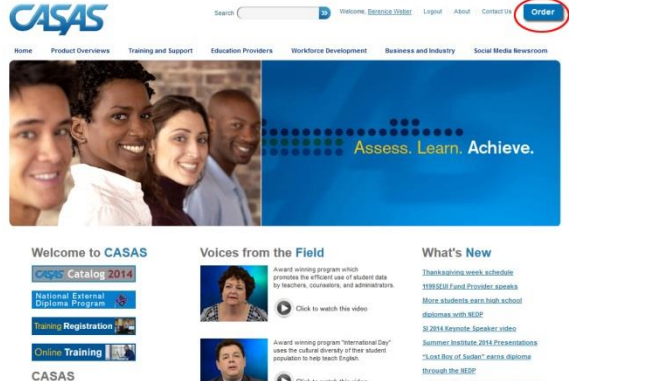 CASAS
Search
Welcome, Berenice Weber
Logout
About
Contact Us
Order
Home
Product Overviews
Training and Support
Education Providers
Workforce Development
Business and Industry
Social Media Newsroom
Assess. Learn. Achieve.
Welcome to CASAS
CASAS Catalog 2014
National External
Diploma Program
Training Registration
Online Training
CASAS
Voices from the Field
Award winning program which
promotes the efficient use of student data
by teachers, counselors, and administrators.
Click to watch this video
Award winning program "International Day"
uses the cultural diversity of their student
population to help teach English.
Click to watch this video
What's New
Thanksgiving week schedule
Fund Provider speaks
More students earn high school
diplomas with NEDP
SI 2014 Keynote Speaker video
Summer Institute 2014 Presentations
"Lost Boy of Sudan" earns diploma
through the NEDP